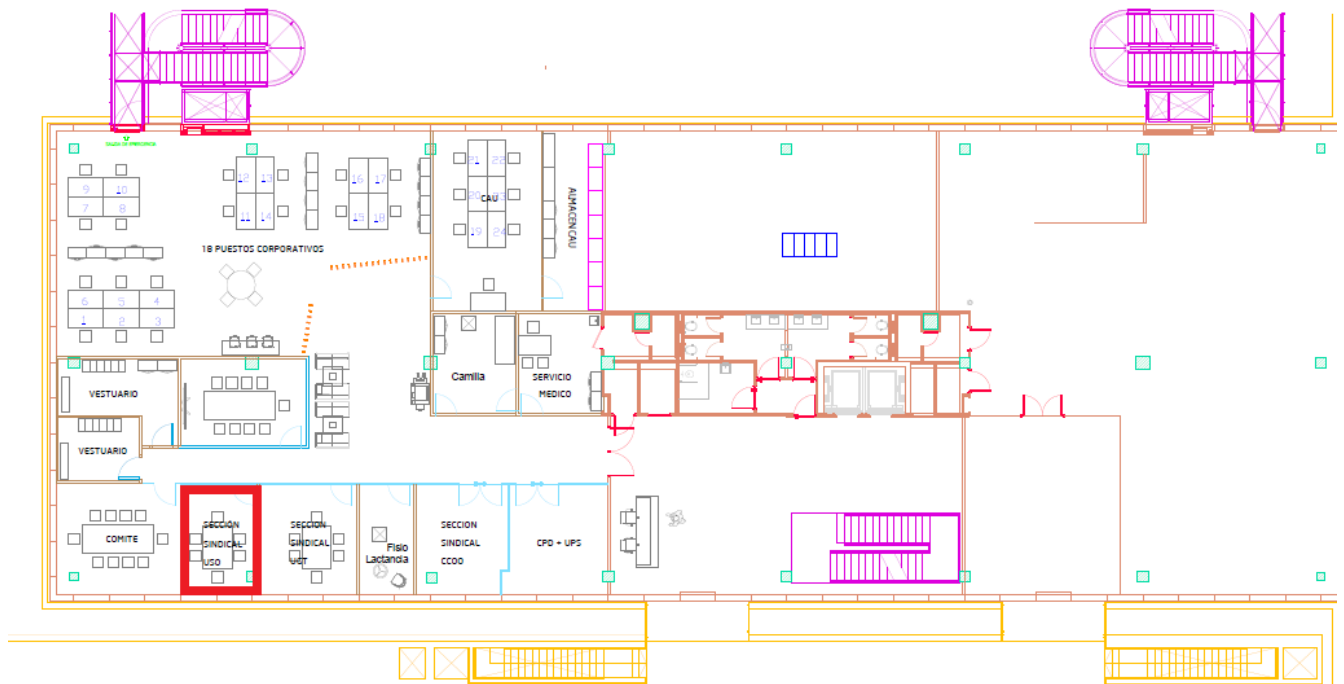 9 10
7 8
12 13
11 14
16 17
15 18
21 22
20 23
CAU
19 24
ALMACEN CAU
18 PUESTOS CORPORATIVOS
6 5 4
1 2 3
VESTUARIO
Camilla
SERVICIO
MEDICO
VESTUARIO
COMITE
SECCIÓN
SINDICAL
USO
SECCION
SINDICAL
UGT
Fisio
Lactancia
SECCION
SINDICAL
CCOO
CPD + UPS